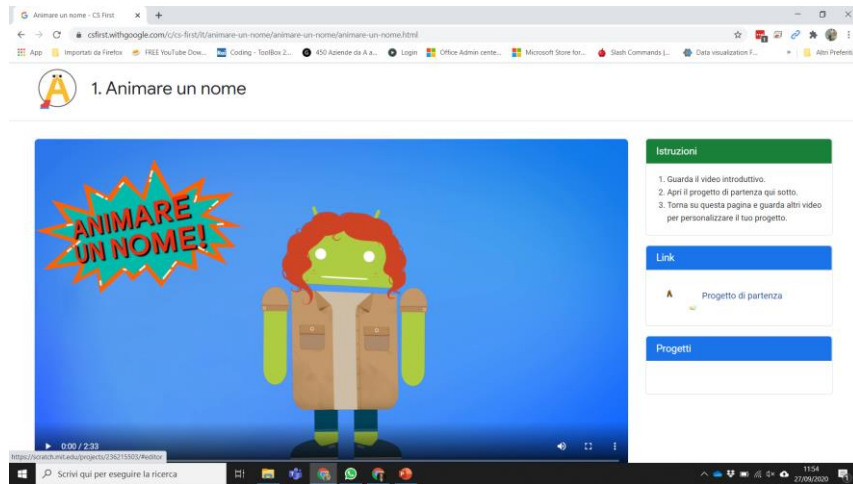 Animare un nome - CS First
csfirst.withgoogle.com/c/cs-first/it/animare-un-nome/animare-un-nome/animare-un-nome.html
App Importati da Firefox FREE YouTube Dow... Coding - ToolBox 2... 450 Aziende da A a... Login Office Admin cente... Microsoft Store for... Slash Commands |... Data visualization F... » Altri Preferiti
1. Animare un nome
ANIMARE
UN NOME!
Istruzioni
1. Guarda il video introduttivo.
2. Apri il progetto di partenza qui sotto.
3. Torna su questa pagina e guarda altri video
per personalizzare il tuo progetto.
Link
Progetto di partenza
Progetti
0:00 / 2:33
https://scratch.mit.edu/projects/236215503/#editor
Scrivi qui per eseguire la ricerca
11:54
27/09/2020